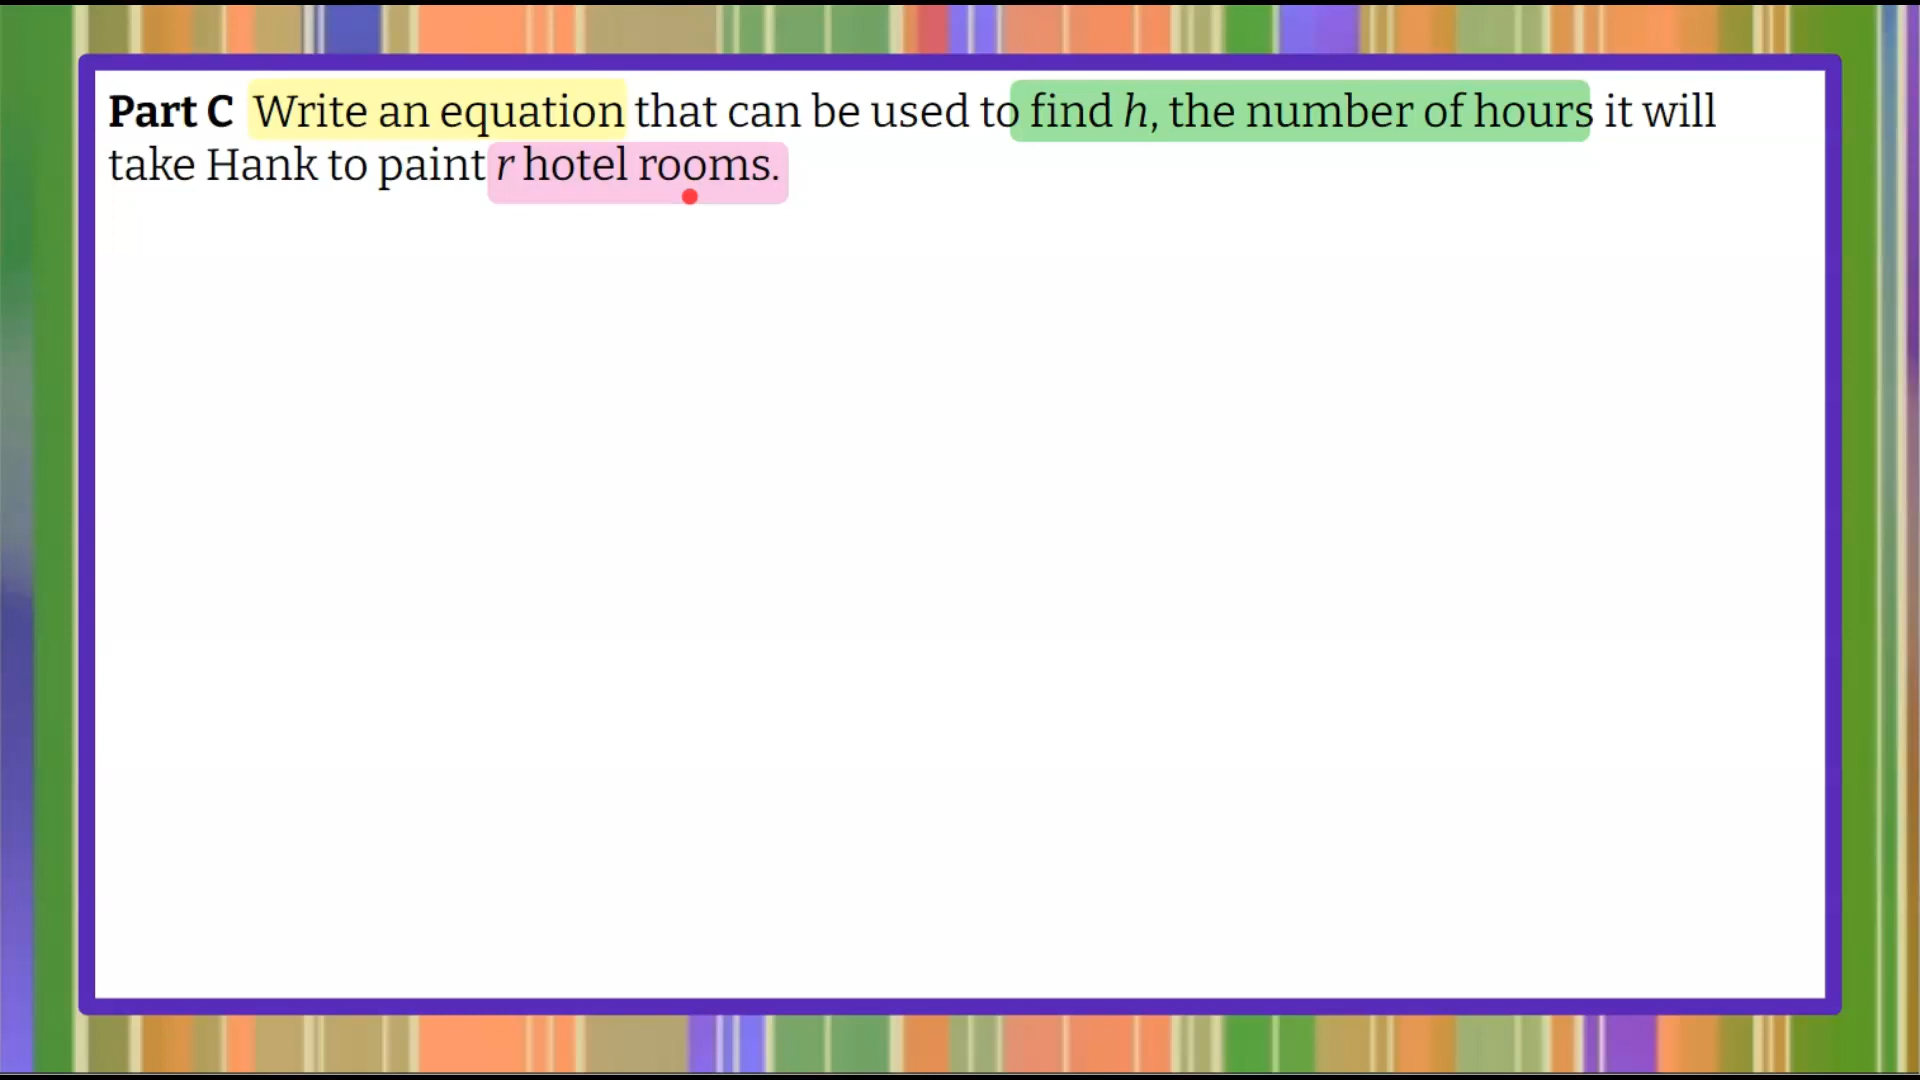 Part C Write an equation that can be used to find h, the number of hours it will
take Hank to paint r hotel rooms.